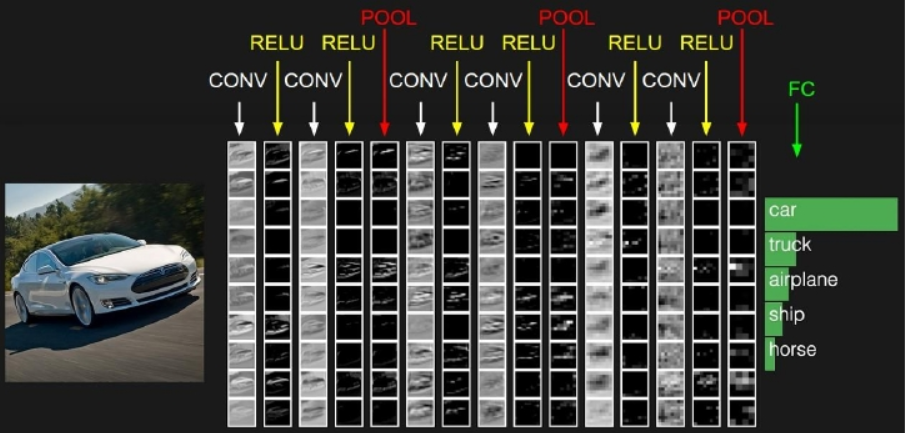 POOL POOL POOL
RELU RELU RELU RELU RELU RELU
CONV CONV CONV CONV CONV CONV FC
car
truck
airplane
ship
horse